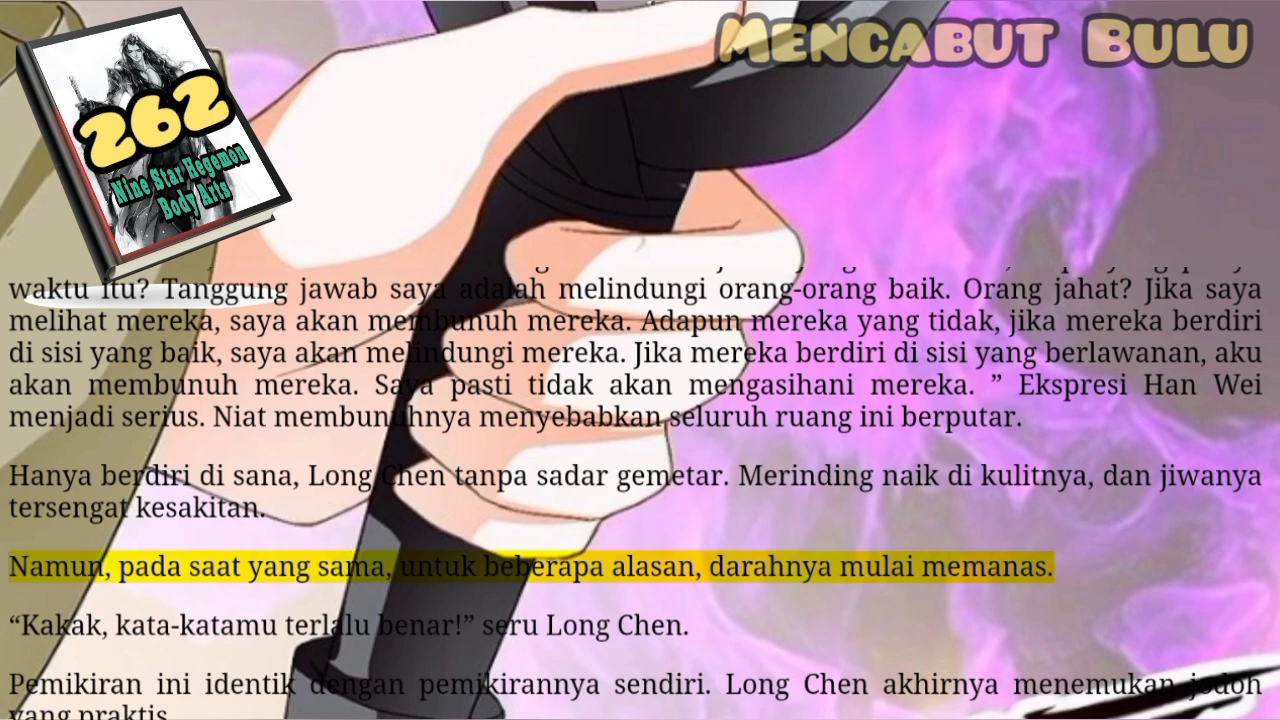 Mencabut Bulu
262
Nine Star Hegemon
Body Arts
waktu itu? Tanggung jawab saya adalah melindungi orang-orang baik. Orang jahat? Jika saya
melihat mereka, saya akan membunuh mereka. Adapun mereka yang tidak, jika mereka berdiri
di sisi yang baik, saya akan melindungi mereka. Jika mereka berdiri di sisi yang berlawanan, aku
akan membunuh mereka. Saya pasti tidak akan mengasihani mereka. ” Ekspresi Han Wei
menjadi serius. Niat membunuhnya menyebabkan seluruh ruang ini berputar.
Hanya berdiri di sana, Long Chen tanpa sadar gemetar. Merinding naik di kulitnya, dan jiwanya
tersengat kesakitan.
Namun, pada saat yang sama, untuk beberapa alasan, darahnya mulai memanas.
“Kakak, kata-katamu terlalu benar!” seru Long Chen.
Pemikiran ini identik dengan pemikirannya sendiri. Long Chen akhirnya menemukan jodoh
yang praktis